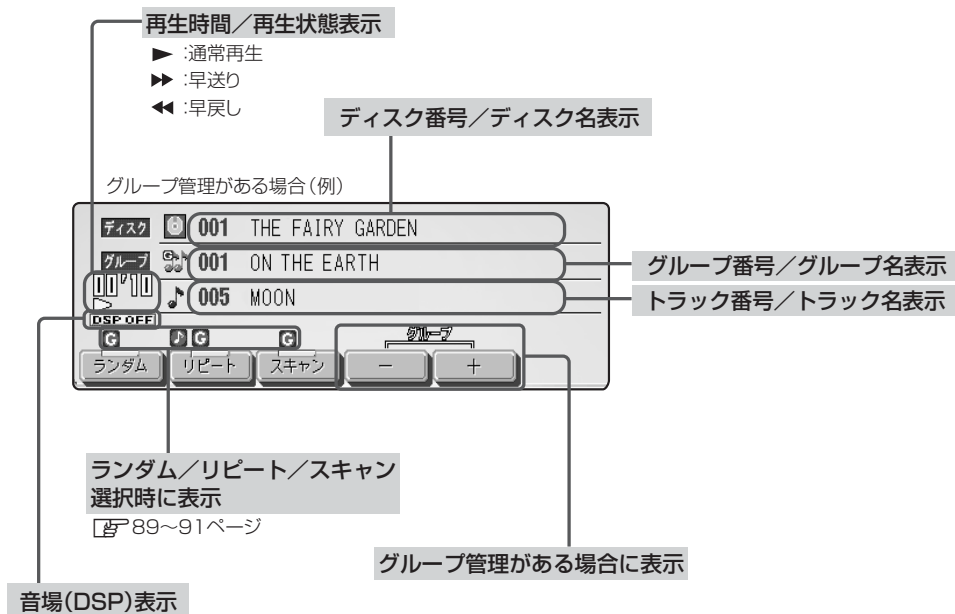 再生時間／再生状態表示
▶ :通常再生
▶▶ :早送り
◀◀ :早戻し
ディスク番号／ディスク名表示
グループ管理がある場合(例)
ディスク 001 THE FAIRY GARDEN
グループ 001 ON THE EARTH
グループ番号／グループ名表示
005 MOON
トラック番号／トラック名表示
DSP OFF
G G G
グループ
ランダム リピート スキャン － ＋
ランダム／リピート／スキャン
選択時に表示
89〜91ページ
グループ管理がある場合に表示
音場(DSP)表示